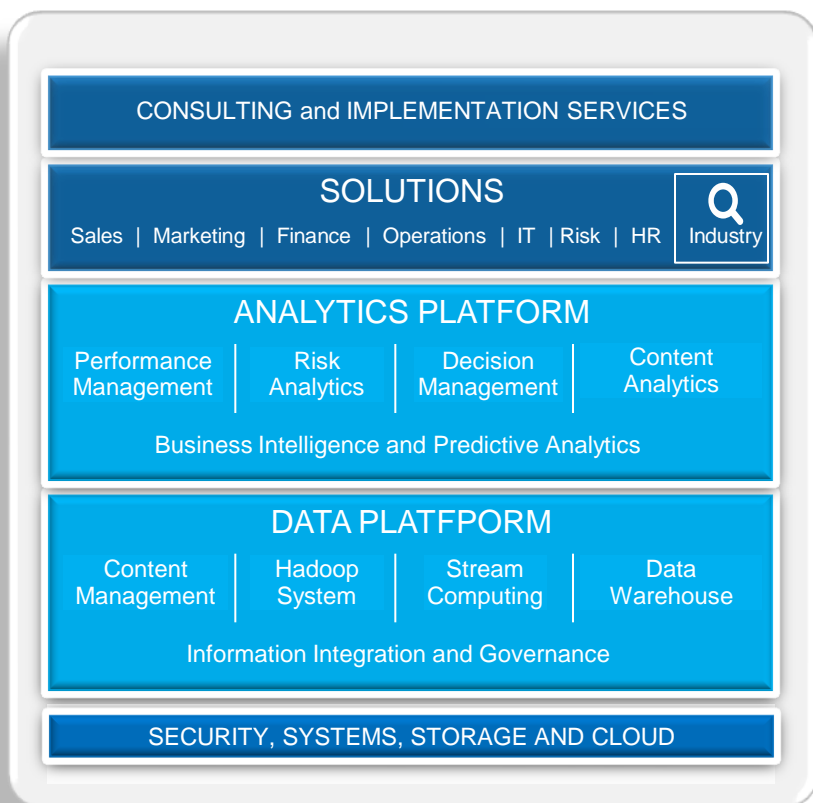 CONSULTING and IMPLEMENTATION SERVICES
SOLUTIONS
Sales | Marketing | Finance | Operations | IT | Risk | HR Industry
ANALYTICS PLATFORM
Performance Management
Risk Analytics
Decision Management
Content Analytics
Business Intelligence and Predictive Analytics
DATA PLATFPORM
Content Management
Hadoop System
Stream Computing
Data Warehouse
Information Integration and Governance
SECURITY, SYSTEMS, STORAGE AND CLOUD